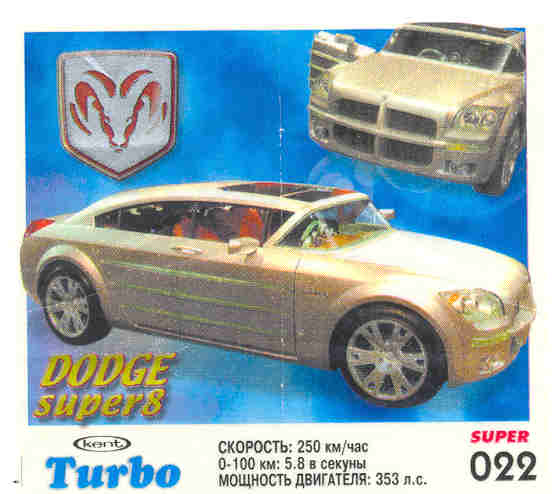 DODGE
super8
kent
Turbo
СКОРОСТЬ: 250 км/час
0-100 км: 5.8 в секуны
МОЩНОСТЬ ДВИГАТЕЛЯ: 353 л.с.
SUPER
022